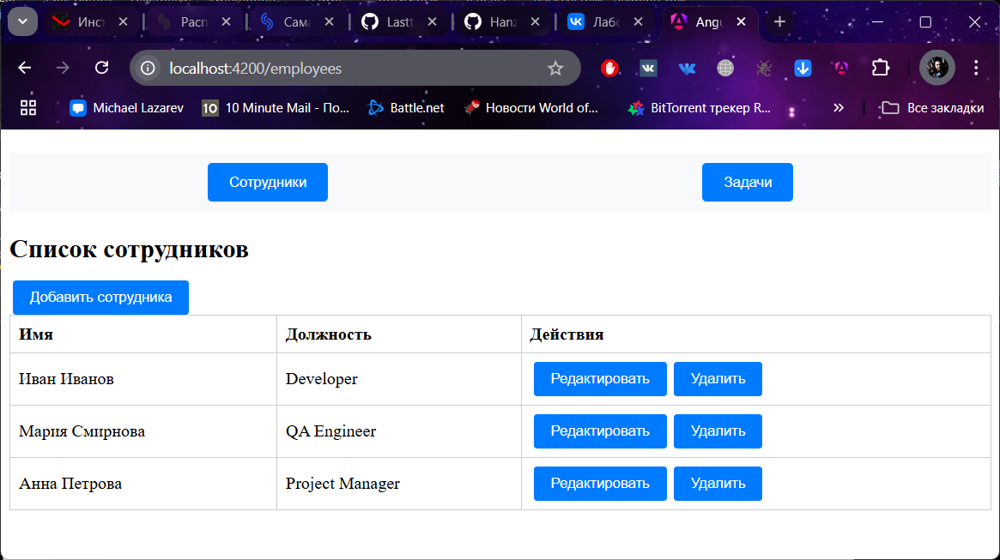 Инст Расп Сама Lastt Hanz Лабо Angu
localhost:4200/employees
Michael Lazarev 10 10 Minute Mail - По... Battle.net Новости World of... BitTorrent трекер R... » Все закладки
Сотрудники Задачи
Список сотрудников
Добавить сотрудника
Имя Должность Действия
Иван Иванов Developer Редактировать Удалить
Мария Смирнова QA Engineer Редактировать Удалить
Анна Петрова Project Manager Редактировать Удалить